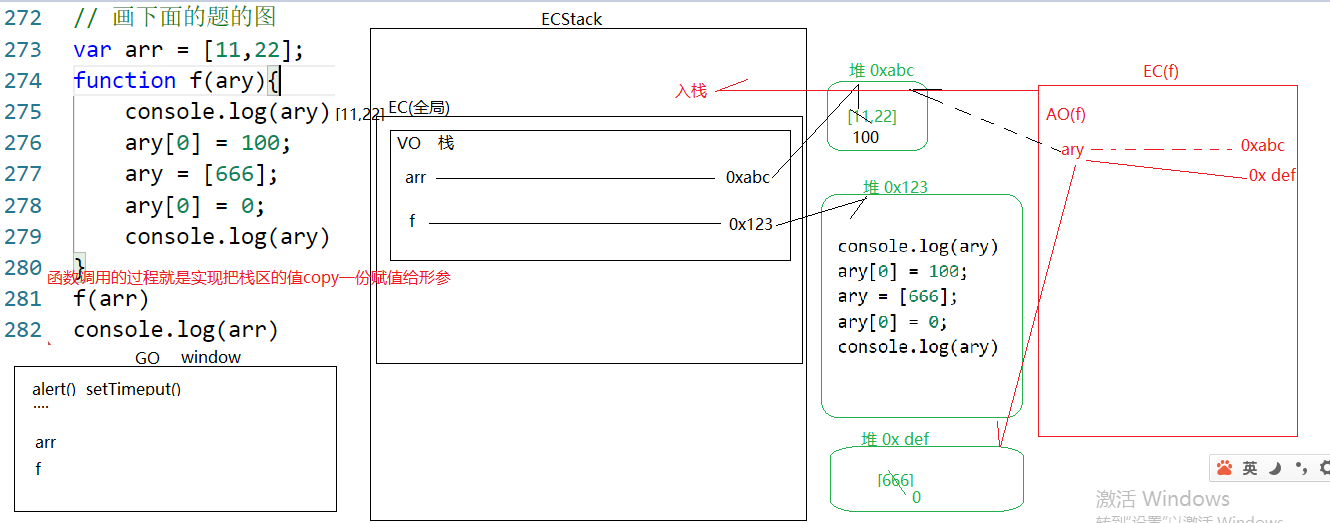 272 // 画下面的题的图
273 var arr = [11,22];
274 function f(ary){
275 console.log(ary) [11,22]
276 ary[0] = 100;
277 ary = [666];
278 ary[0] = 0;
279 console.log(ary)
280 }
函数调用的过程就是实现把栈区的值copy一份赋值给形参
281 f(arr)
282 console.log(arr)
GO window
alert() setTimeput()
....
arr
f
ECStack
EC(全局)
VO 栈
arr 0xabc
f 0x123
入栈
堆 0xabc
[11,22]
100
堆 0x123
console.log(ary)
ary[0] = 100;
ary = [666];
ary[0] = 0;
console.log(ary)
堆 0x def
[666]
0
EC(f)
AO(f)
ary 0xabc
0x def
英
激活 Windows
转到"设置"以激活 Windows